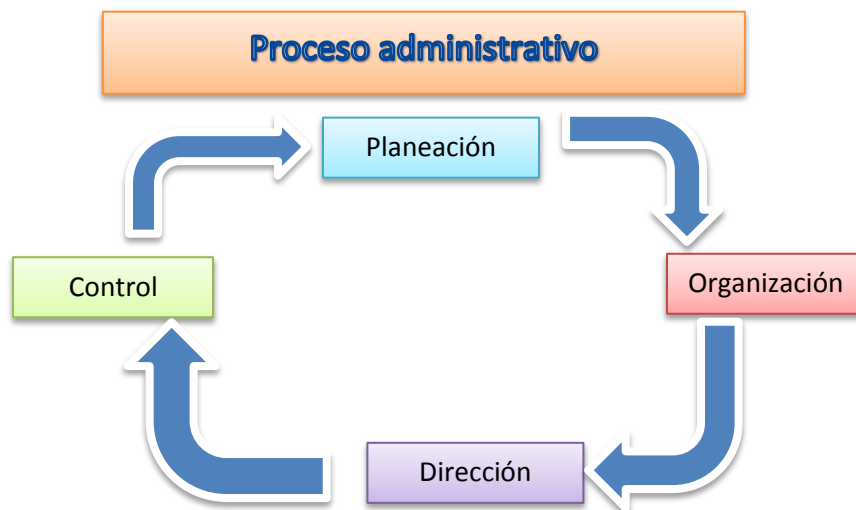 Proceso administrativo
Planeación
Control
Organización
Dirección